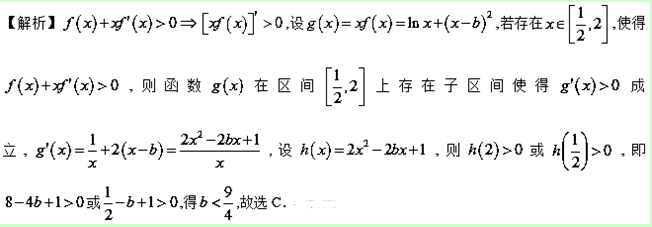 【解析】f(x)+xf'(x)>0⇒[xf(x)]'>0,设g(x)=xf(x)=ln x+(x-b)²,若存在x∈[1/2,2],使得
f(x)+xf'(x)>0，则函数g(x)在区间[1/2,2]上存在子区间使得g'(x)>0成
立，g'(x)=1/x+2(x-b)=(2x²-2bx+1)/x，设h(x)=2x²-2bx+1，则h(2)>0或h(1/2)>0，即
8-4b+1>0或1/2-b+1>0,得b<9/4,故选C.